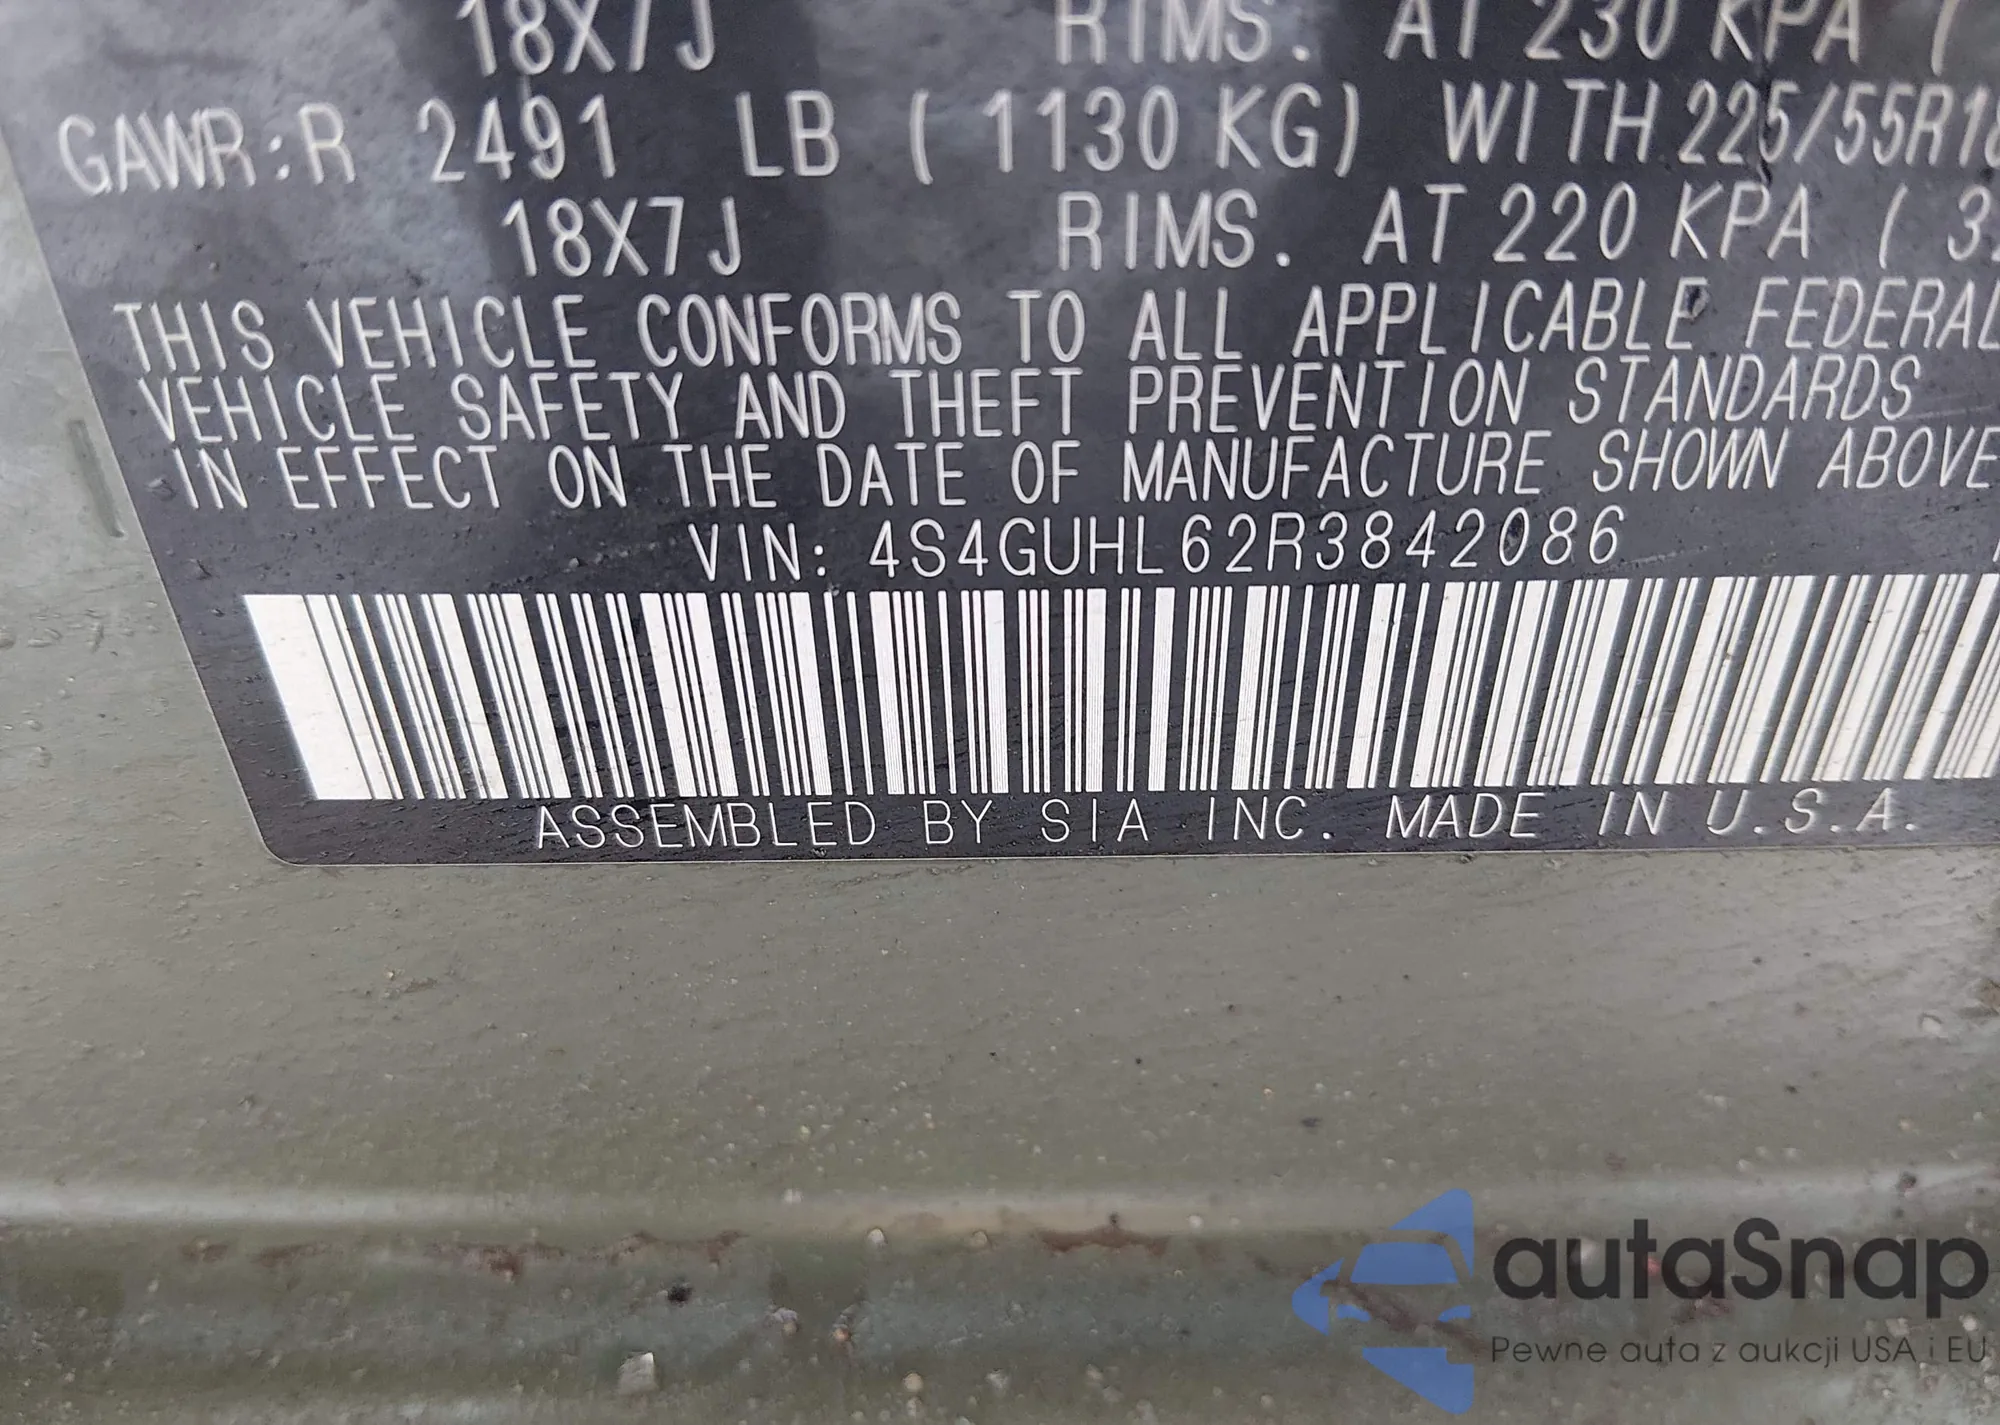 18X7J RIMS. AT 230 KPA (
GAWR:R 2491 LB ( 1130 KG) WITH 225/55R18
18X7J RIMS. AT 220 KPA ( 32
THIS VEHICLE CONFORMS TO ALL APPLICABLE FEDERAL
VEHICLE SAFETY AND THEFT PREVENTION STANDARDS
IN EFFECT ON THE DATE OF MANUFACTURE SHOWN ABOVE
VIN: 4S4GUHL62R3842086
ASSEMBLED BY SIA INC. MADE IN U.S.A.
autaSnap
Pewne auta z aukcji USA i EU